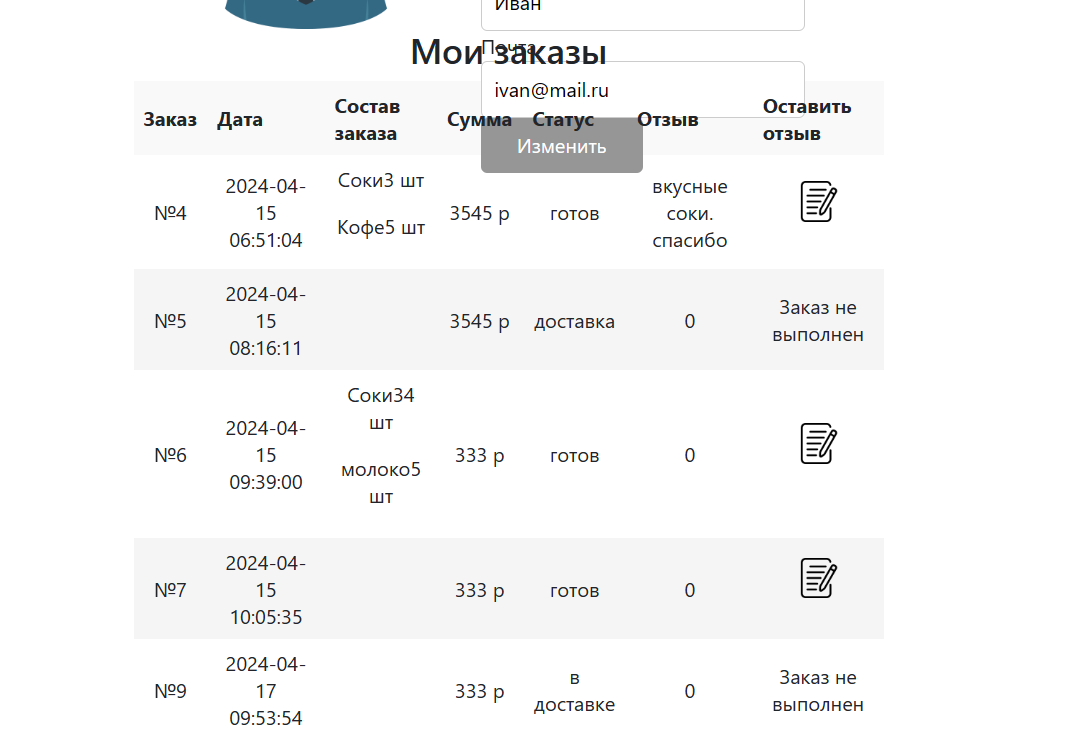 Иван
Почта
Мои заказы
ivan@mail.ru
Заказ Дата Состав заказа Сумма Статус Отзыв Оставить отзыв
Изменить
№4
2024-04-
15
06:51:04
Соки3 шт
Кофе5 шт
3545 р
готов
вкусные
соки.
спасибо
№5
2024-04-
15
08:16:11
3545 р
доставка
0
Заказ не
выполнен
№6
2024-04-
15
09:39:00
Соки34
шт
молоко5
шт
333 р
готов
0
№7
2024-04-
15
10:05:35
333 р
готов
0
№9
2024-04-
17
09:53:54
333 р
в
доставке
0
Заказ не
выполнен